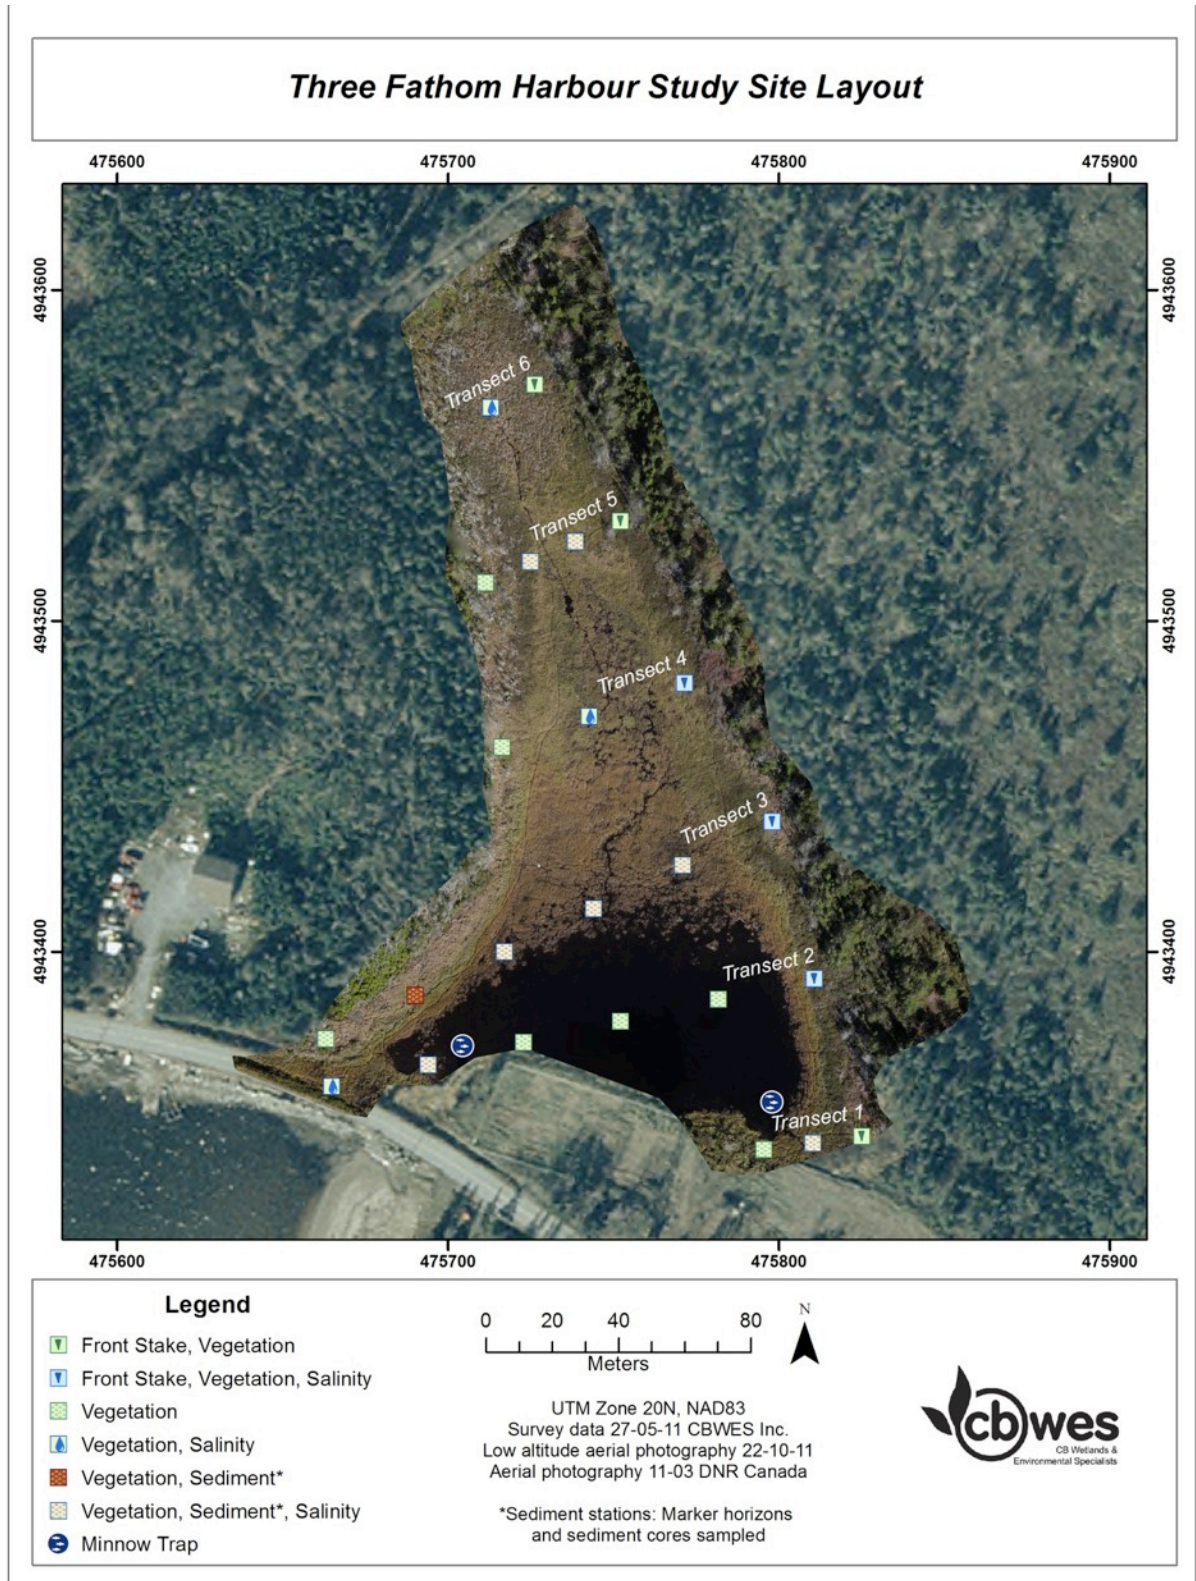 Three Fathom Harbour Study Site Layout
475600 475700 475800 475900
4943600 4943600
Transect 6
Transect 5
4943500 4943500
Transect 4
Transect 3
4943400 4943400
Transect 2
Transect 1
475600 475700 475800 475900
Legend
Front Stake, Vegetation
Front Stake, Vegetation, Salinity
Vegetation
Vegetation, Salinity
Vegetation, Sediment*
Vegetation, Sediment*, Salinity
Minnow Trap
0 20 40 80
Meters
N
UTM Zone 20N, NAD83
Survey data 27-05-11 CBWES Inc.
Low altitude aerial photography 22-10-11
Aerial photography 11-03 DNR Canada
*Sediment stations: Marker horizons
and sediment cores sampled
cbwes
CB Wetlands &
Environmental Specialists